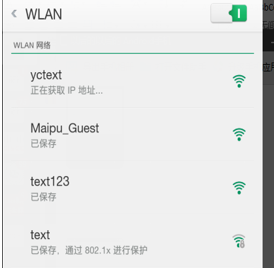 WLAN
WLAN 网络
yctext
正在获取 IP 地址...
Maipu_Guest
已保存
text123
已保存
text
已保存，通过 802.1x 进行保护